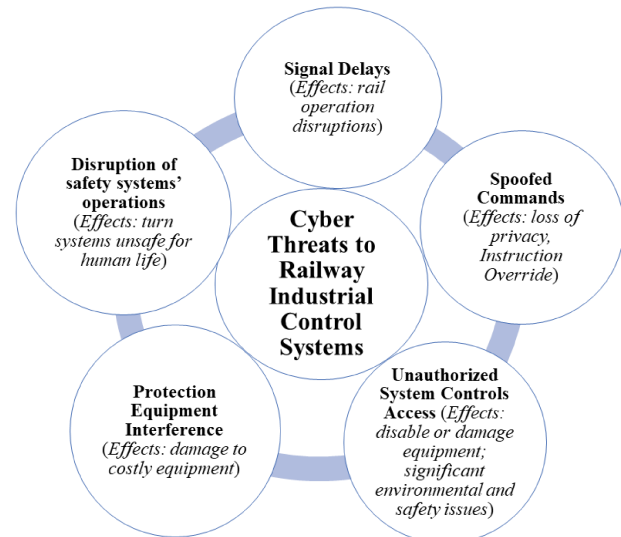 Signal Delays
(Effects: rail
operation
disruptions)
Spoofed
Commands
(Effects: loss of
privacy,
Instruction
Override)
Unauthorized
System Controls
Access (Effects:
disable or damage
equipment;
significant
environmental and
safety issues)
Protection
Equipment
Interference
(Effects: damage to
costly equipment)
Disruption of
safety systems’
operations
(Effects: turn
systems unsafe for
human life)
Cyber
Threats to
Railway
Industrial
Control
Systems